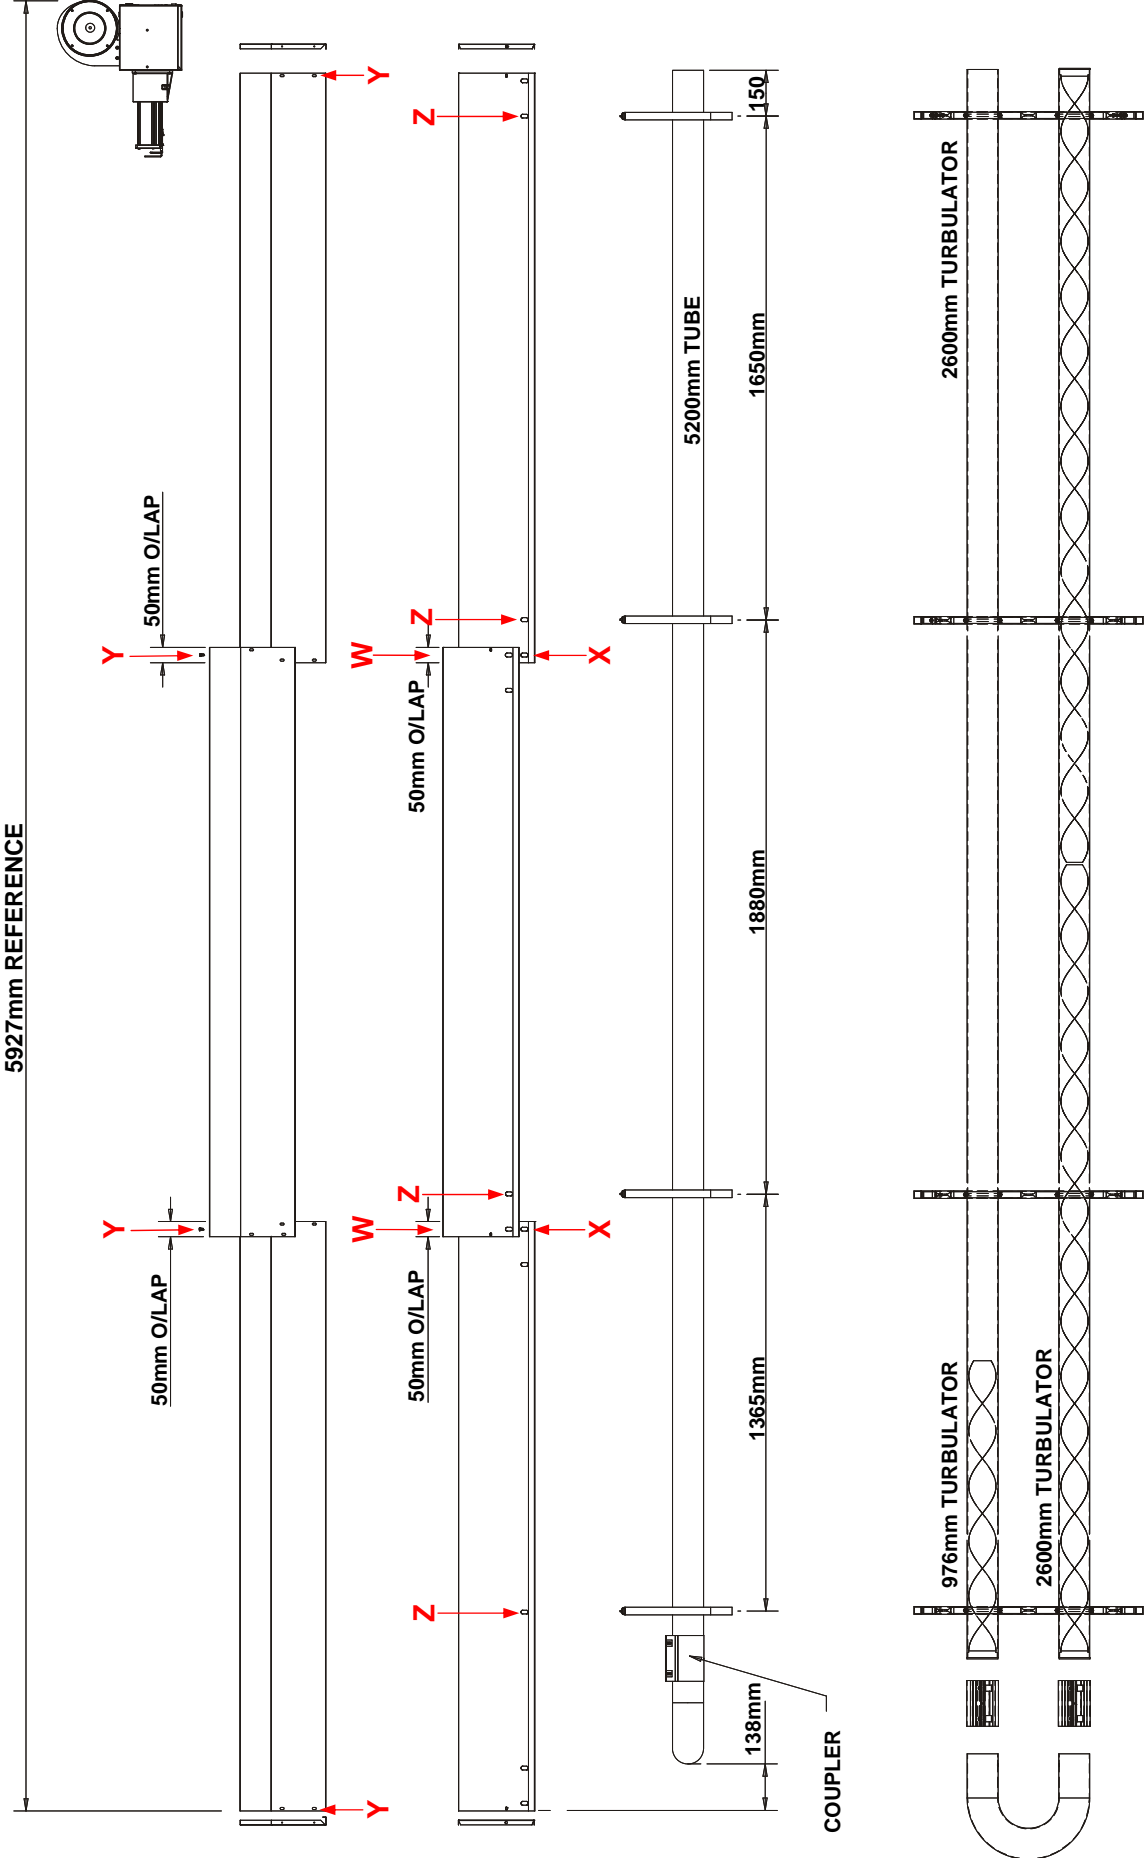 5927mm REFERENCE
50mm O/LAP
50mm O/LAP
Y
Y
Y
Y
50mm O/LAP
50mm O/LAP
Z
Z
Z
Z
W
W
X
X
5200mm TUBE
150
1650mm
1880mm
1365mm
138mm
COUPLER
2600mm TURBULATOR
976mm TURBULATOR
2600mm TURBULATOR